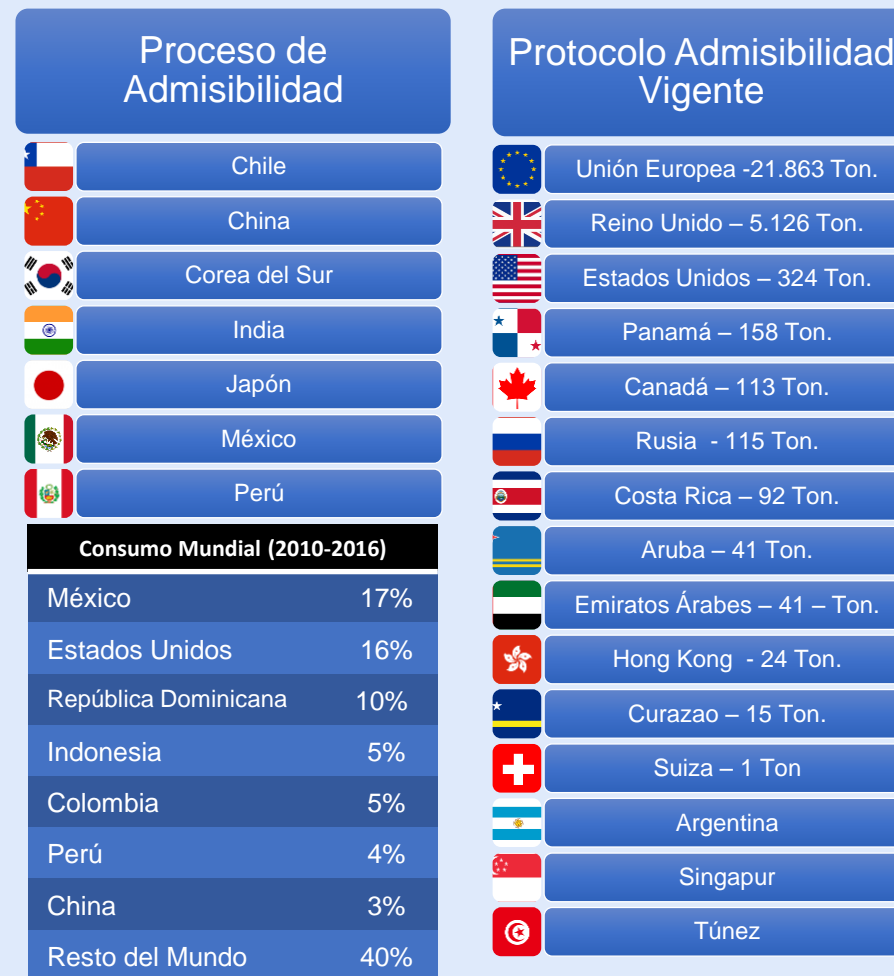 Proceso de
Admisibilidad
Chile
China
Corea del Sur
India
Japón
México
Perú
Consumo Mundial (2010-2016)
México 17%
Estados Unidos 16%
República Dominicana 10%
Indonesia 5%
Colombia 5%
Perú 4%
China 3%
Resto del Mundo 40%
Protocolo Admisibilidad
Vigente
Unión Europea -21.863 Ton.
Reino Unido – 5.126 Ton.
Estados Unidos – 324 Ton.
Panamá – 158 Ton.
Canadá – 113 Ton.
Rusia - 115 Ton.
Costa Rica – 92 Ton.
Aruba – 41 Ton.
Emiratos Árabes – 41 – Ton.
Hong Kong - 24 Ton.
Curazao – 15 Ton.
Suiza – 1 Ton
Argentina
Singapur
Túnez